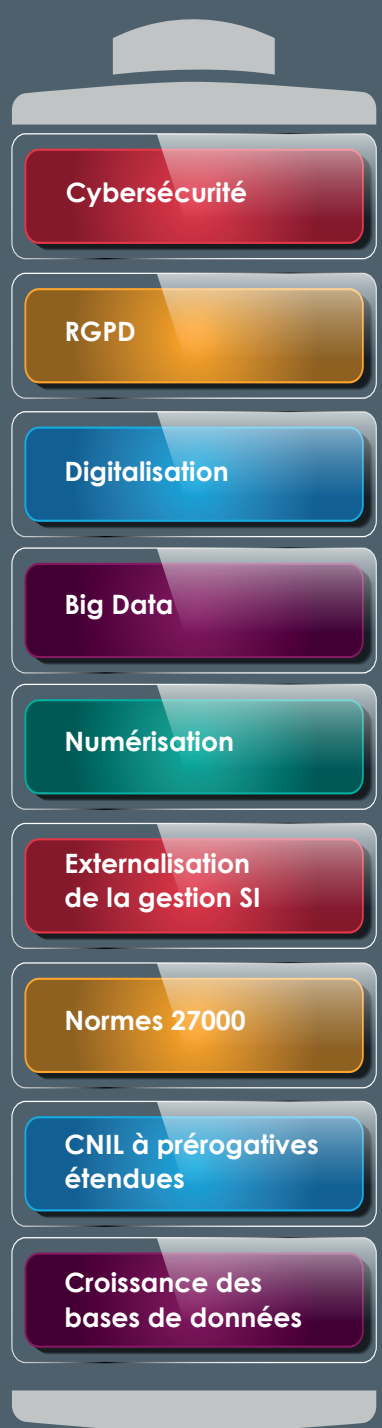 Cybersécurité
RGPD
Digitalisation
Big Data
Numérisation
Externalisation
de la gestion SI
Normes 27000
CNIL à prérogatives
étendues
Croissance des
bases de données